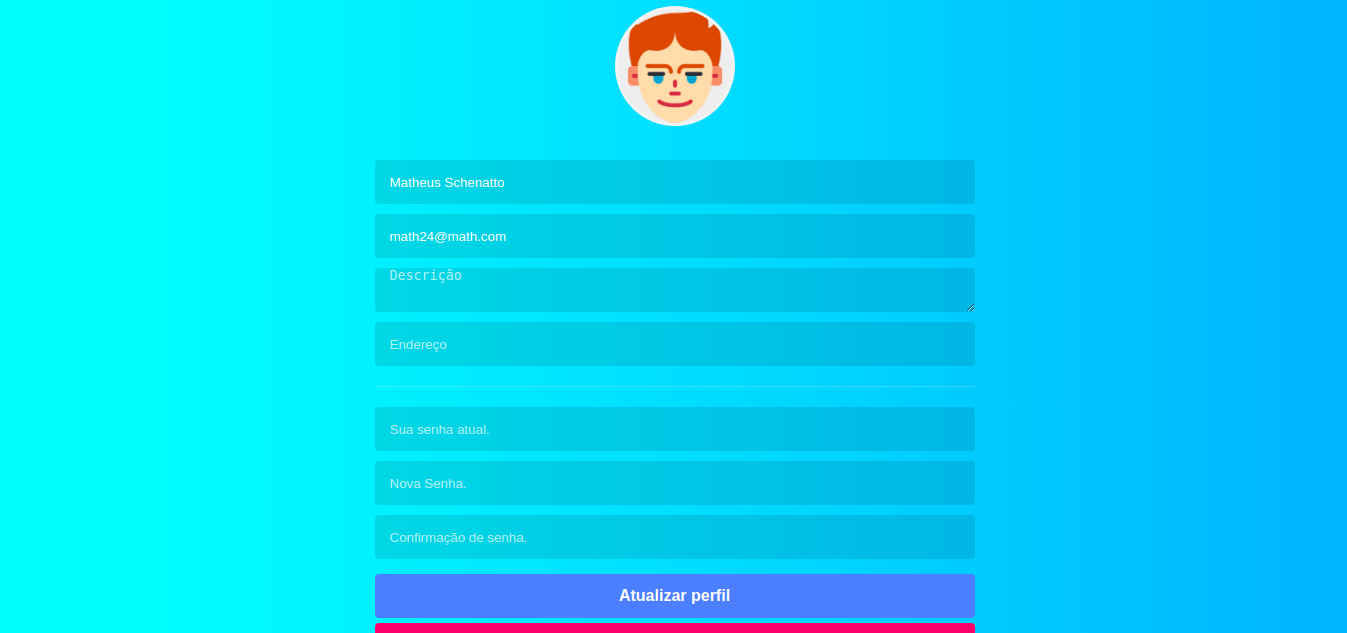 Matheus Schenatto
math24@math.com
Descrição
Endereço
Sua senha atual.
Nova Senha.
Confirmação de senha.
Atualizar perfil